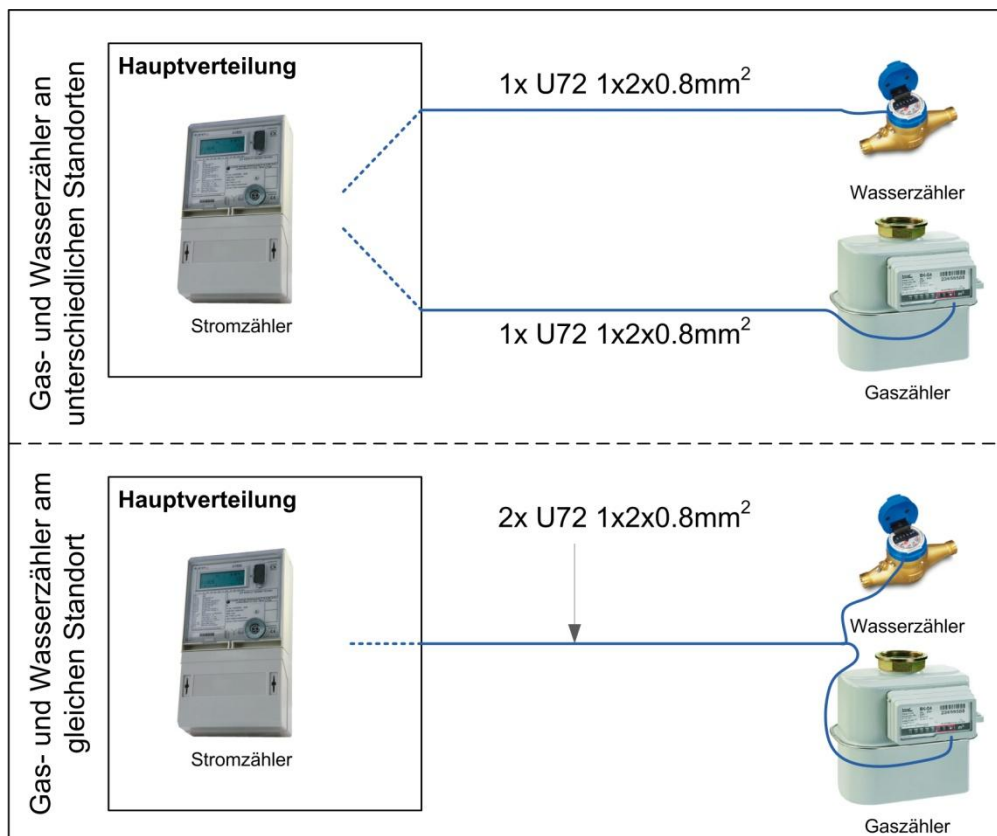 Gas- und Wasserzähler an
unterschiedlichen Standorten
Hauptverteilung
Stromzähler
1x U72 1x2x0.8mm²
Wasserzähler
1x U72 1x2x0.8mm²
Gaszähler
Gas- und Wasserzähler am
gleichen Standort
Hauptverteilung
Stromzähler
2x U72 1x2x0.8mm²
Wasserzähler
Gaszähler